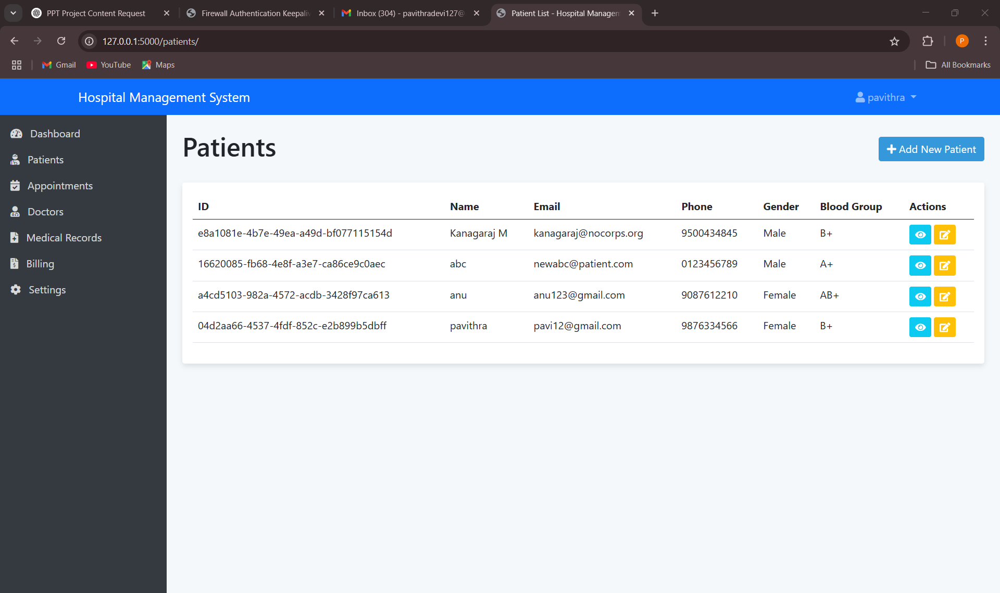 PPT Project Content Request
Firewall Authentication Keepaliv
Inbox (304) - pavithradevi127@
Patient List - Hospital Managem
127.0.0.1:5000/patients/
P
Gmail
YouTube
Maps
All Bookmarks
Hospital Management System
pavithra
Dashboard
Patients
Appointments
Doctors
Medical Records
Billing
Settings
Patients
Add New Patient
ID Name Email Phone Gender Blood Group Actions
e8a1081e-4b7e-49ea-a49d-bf077115154d Kanagaraj M kanagaraj@nocorps.org 9500434845 Male B+
16620085-fb68-4e8f-a3e7-ca86ce9c0aec abc newabc@patient.com 0123456789 Male A+
a4cd5103-982a-4572-acdb-3428f97ca613 anu anu123@gmail.com 9087612210 Female AB+
04d2aa66-4537-4fdf-852c-e2b899b5dbff pavithra pavi12@gmail.com 9876334566 Female B+